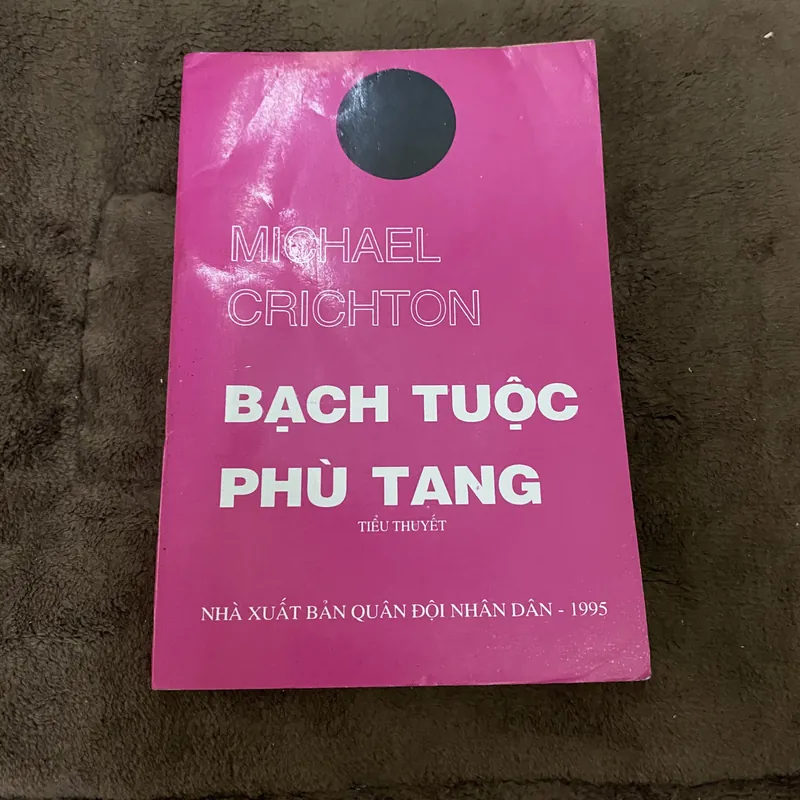 MICHAEL
CRICHTON
BẠCH TUỘC
PHÙ TANG
TIỂU THUYẾT
NHÀ XUẤT BẢN QUÂN ĐỘI NHÂN DÂN - 1995